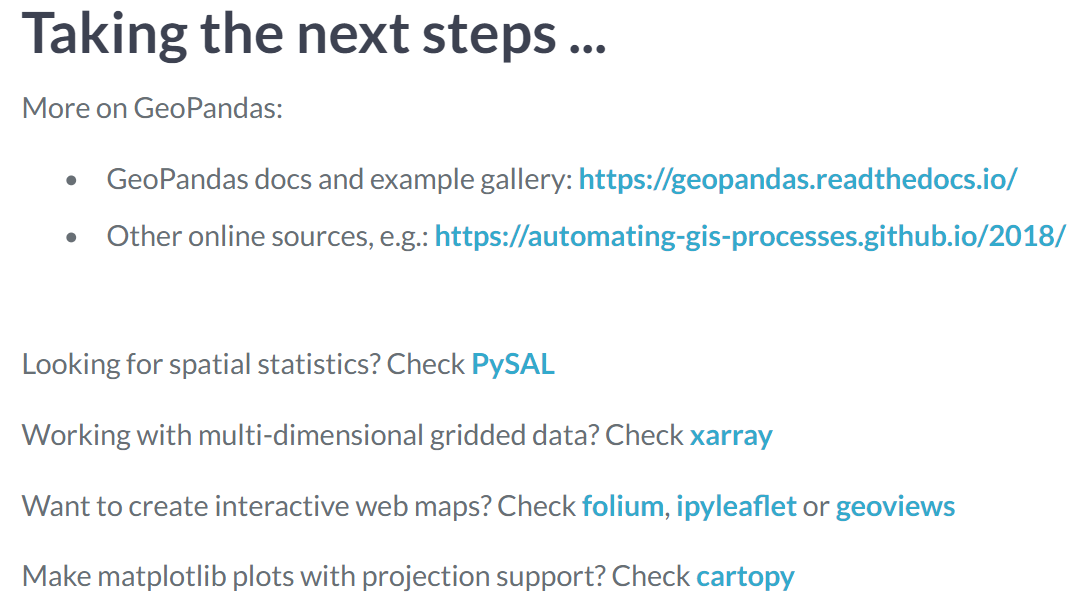 Taking the next steps ...
More on GeoPandas:
• GeoPandas docs and example gallery: https://geopandas.readthedocs.io/
• Other online sources, e.g.: https://automating-gis-processes.github.io/2018/
Looking for spatial statistics? Check PySAL
Working with multi-dimensional gridded data? Check xarray
Want to create interactive web maps? Check folium, ipyleaflet or geoviews
Make matplotlib plots with projection support? Check cartopy